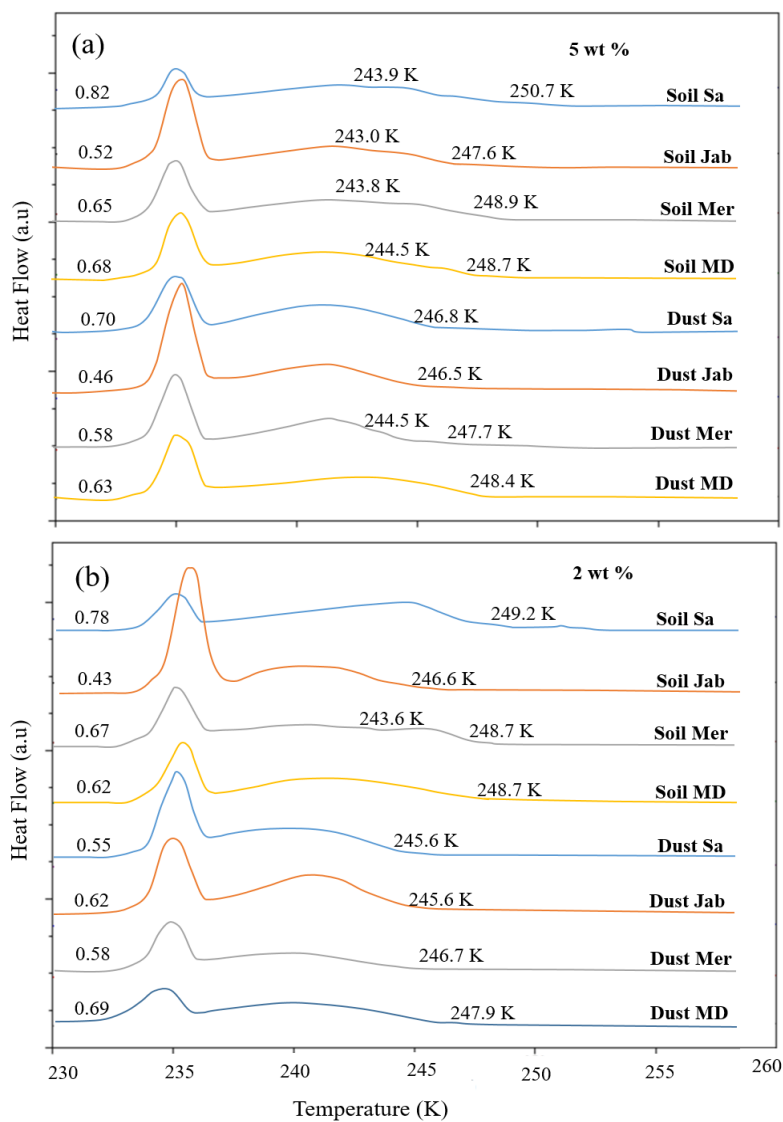 (a)
5 wt %
0.82
243.9 K
250.7 K
Soil Sa
0.52
243.0 K
247.6 K
Soil Jab
0.65
243.8 K
248.9 K
Soil Mer
0.68
244.5 K
248.7 K
Soil MD
0.70
246.8 K
Dust Sa
0.46
246.5 K
Dust Jab
0.58
244.5 K
247.7 K
Dust Mer
0.63
248.4 K
Dust MD
Heat Flow (a.u)
(b)
2 wt %
0.78
249.2 K
Soil Sa
0.43
246.6 K
Soil Jab
0.67
243.6 K
248.7 K
Soil Mer
0.62
248.7 K
Soil MD
0.55
245.6 K
Dust Sa
0.62
245.6 K
Dust Jab
0.58
246.7 K
Dust Mer
0.69
247.9 K
Dust MD
Heat Flow (a.u)
230 235 240 245 250 255 260
Temperature (K)